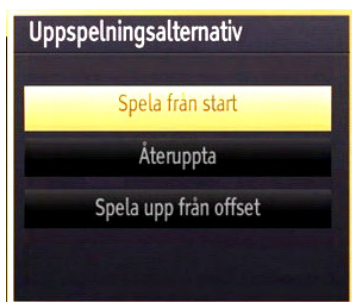 Uppspelningsalternativ
Spela från start
Återuppta
Spela upp från offset